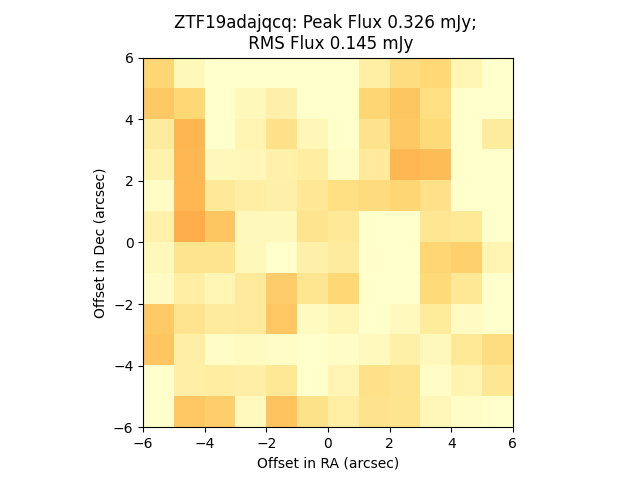 ZTF19adajqcq: Peak Flux 0.326 mJy;
RMS Flux 0.145 mJy
6
4
2
0
−2
−4
−6
Offset in Dec (arcsec)
−6 −4 −2 0 2 4 6
Offset in RA (arcsec)